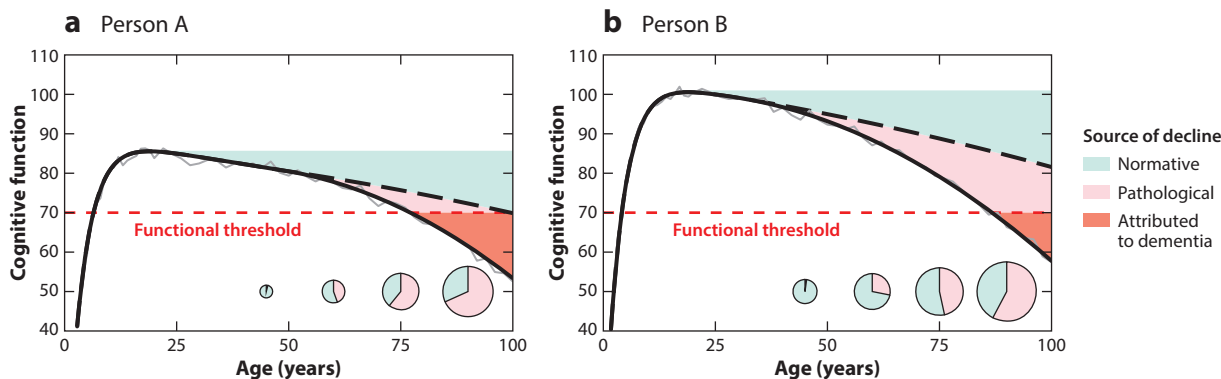 a Person A
110
100
90
80
70
60
50
40
Cognitive function
Functional threshold
0
25
50
75
100
Age (years)
b Person B
110
100
90
80
70
60
50
40
Cognitive function
Functional threshold
0
25
50
75
100
Age (years)
Source of decline
Normative
Pathological
Attributed
to dementia